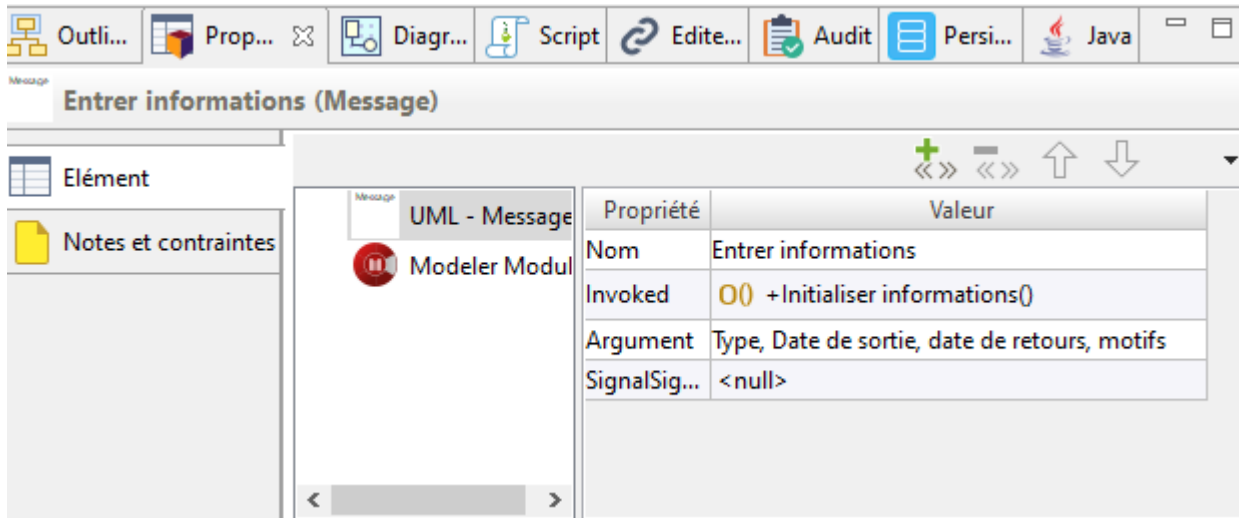 Outli... Prop... Diagr... Script Edite... Audit Persi... Java
Message
Entrer informations (Message)
Elément
Notes et contraintes
Message
UML - Message
Modeler Modul
Propriété Valeur
Nom Entrer informations
Invoked O() +Initialiser informations()
Argument Type, Date de sortie, date de retours, motifs
SignalSig... <null>